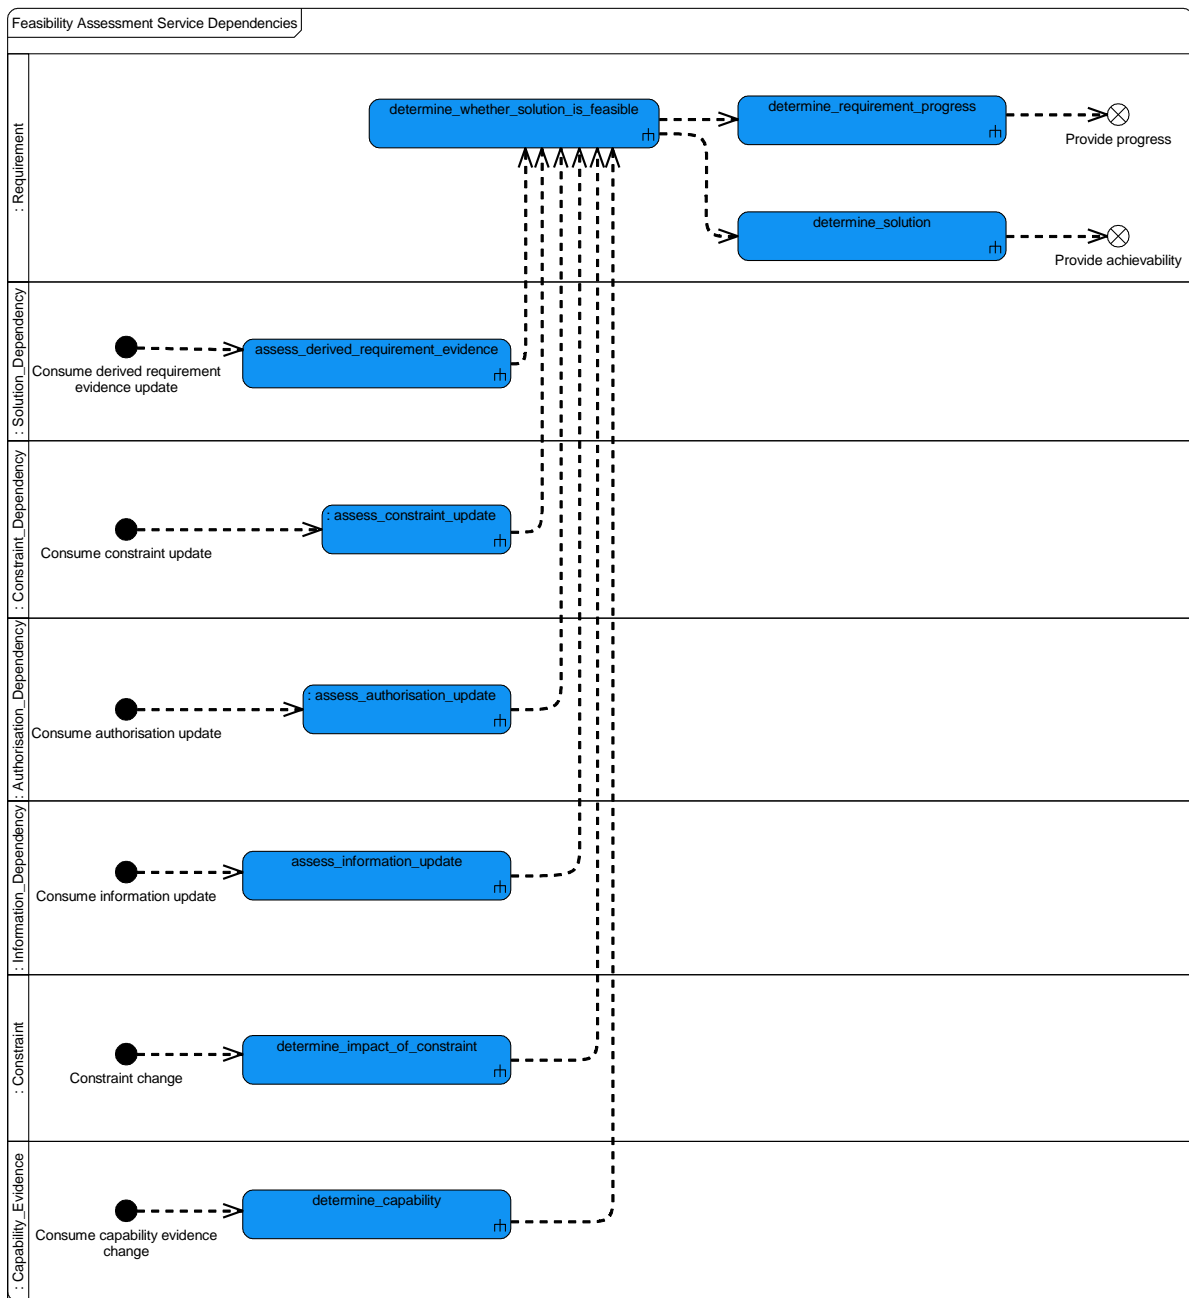 Feasibility Assessment Service Dependencies
: Requirement
determine_whether_solution_is_feasible
determine_requirement_progress
Provide progress
determine_solution
Provide achievability
: Solution_Dependency
Consume derived requirement
evidence update
assess_derived_requirement_evidence
: Constraint_Dependency
Consume constraint update
: assess_constraint_update
: Authorisation_Dependency
Consume authorisation update
: assess_authorisation_update
: Information_Dependency
Consume information update
assess_information_update
: Constraint
Constraint change
determine_impact_of_constraint
: Capability_Evidence
Consume capability evidence
change
determine_capability